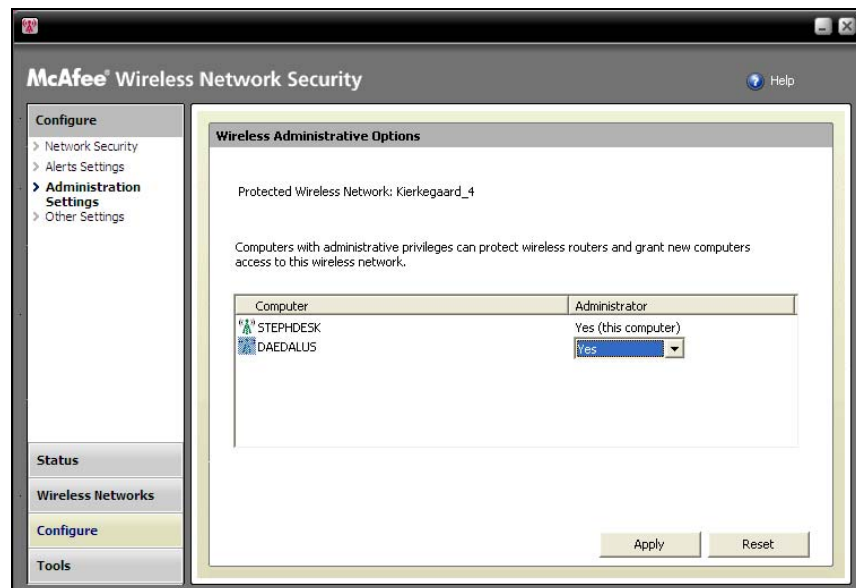 McAfee® Wireless Network Security
Help
Configure
Network Security
Alerts Settings
Administration
Settings
Other Settings
Status
Wireless Networks
Configure
Tools
Wireless Administrative Options
Protected Wireless Network: Kierkegaard_4
Computers with administrative privileges can protect wireless routers and grant new computers
access to this wireless network.
Computer Administrator
STEPHDESK Yes (this computer)
DAEDALUS Yes
Apply Reset